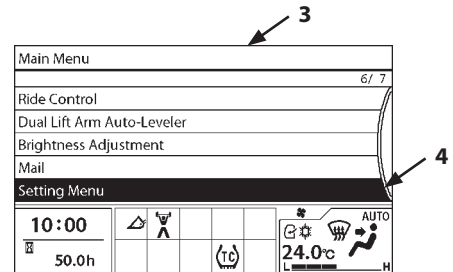 3
Main Menu
6/ 7
Ride Control
Dual Lift Arm Auto-Leveler
Brightness Adjustment
Mail
4
Setting Menu
10:00
AUTO
50.0h
TC
24.0℃
L H